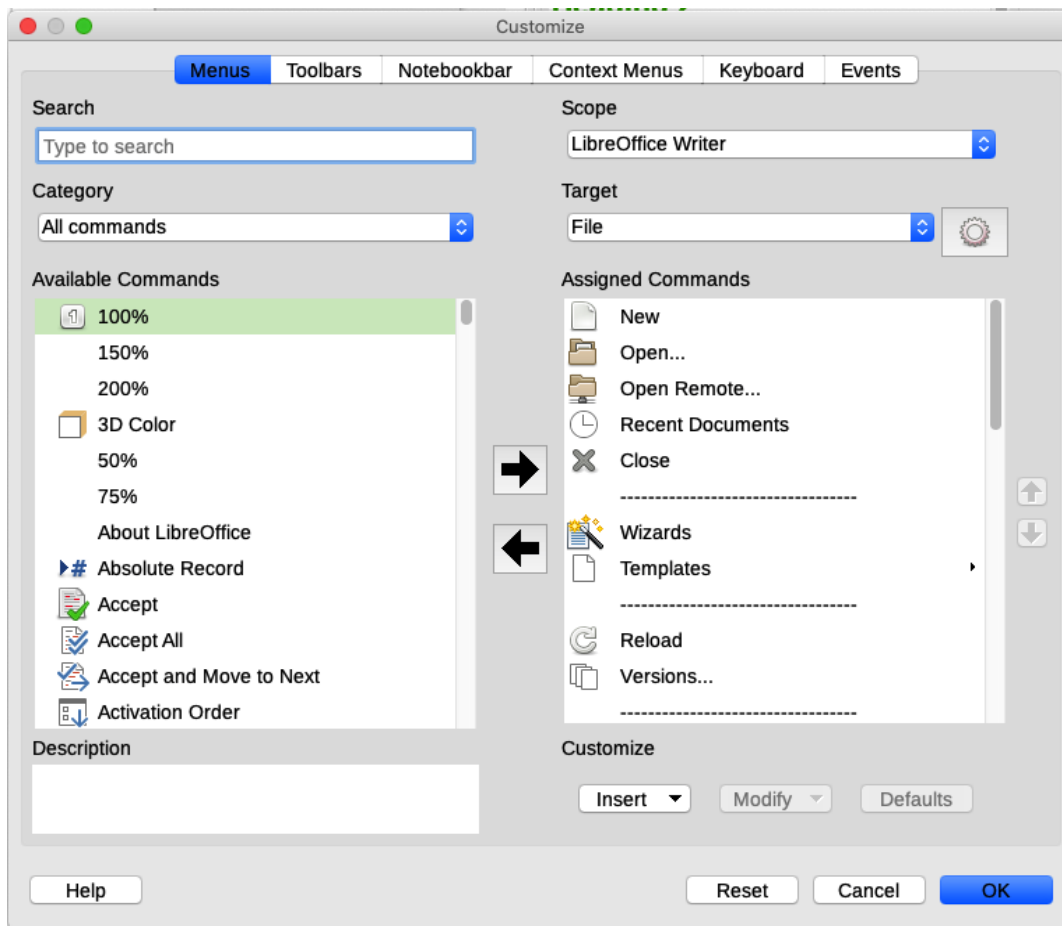 Customize
Menus Toolbars Notebookbar Context Menus Keyboard Events
Search
Type to search
Category
All commands
Available Commands
100%
150%
200%
3D Color
50%
75%
About LibreOffice
Absolute Record
Accept
Accept All
Accept and Move to Next
Activation Order
Description
Scope
LibreOffice Writer
Target
File
Assigned Commands
New
Open...
Open Remote...
Recent Documents
Close
----------------------------------
Wizards
Templates
----------------------------------
Reload
Versions...
----------------------------------
Customize
Insert Modify Defaults
Help Reset Cancel OK